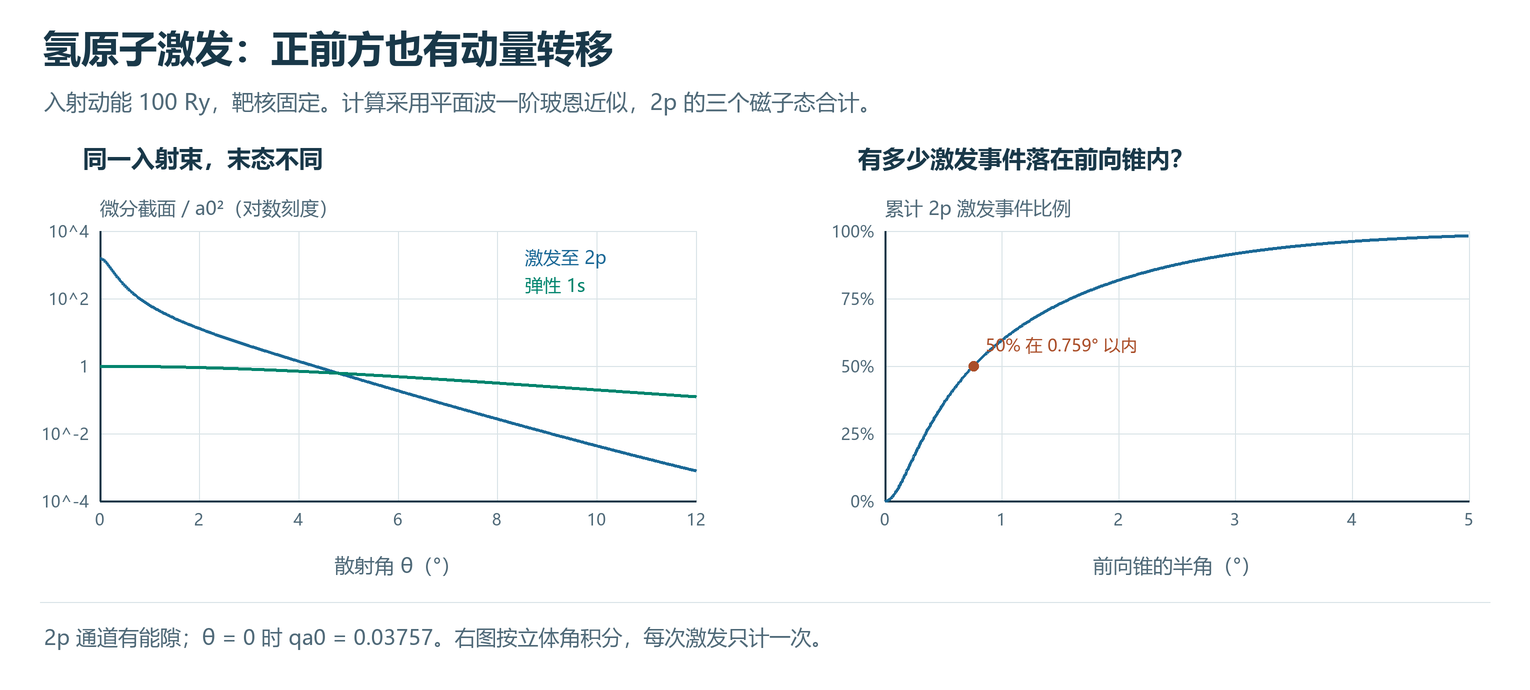 氢原子激发：正前方也有动量转移
入射动能 100 Ry，靶核固定。计算采用平面波一阶玻恩近似，2p 的三个磁子态合计。
同一入射束，末态不同
微分截面 / a0²（对数刻度）
10^4
10^2
1
10^-2
10^-4
激发至 2p
弹性 1s
0 2 4 6 8 10 12
散射角 θ（°）
有多少激发事件落在前向锥内？
累计 2p 激发事件比例
100%
75%
50%
25%
0%
50% 在 0.759° 以内
0 1 2 3 4 5
前向锥的半角（°）
2p 通道有能隙；θ = 0 时 qa0 = 0.03757。右图按立体角积分，每次激发只计一次。